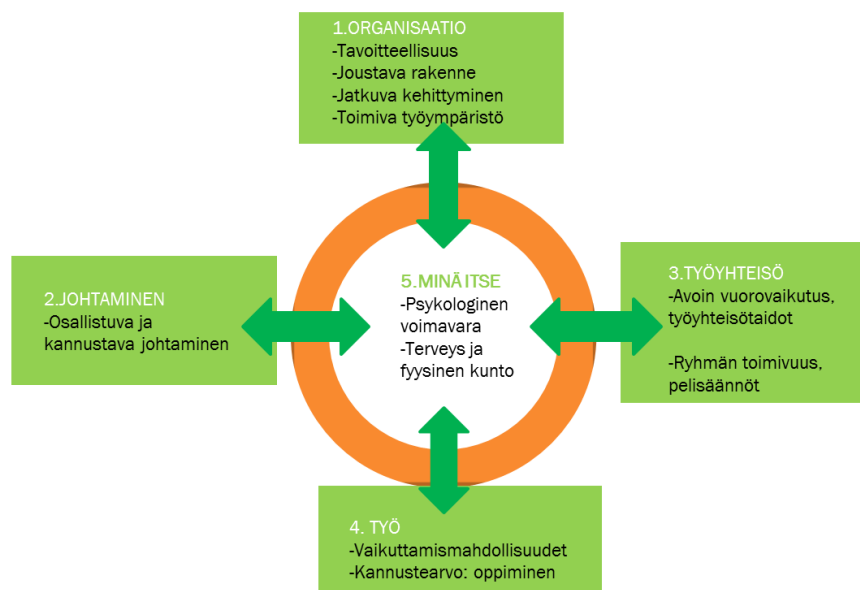 1.ORGANISAATIO
-Tavoitteellisuus
-Joustava rakenne
-Jatkuva kehittyminen
-Toimiva työympäristö
2.JOHTAMINEN
-Osallistuva ja
kannustava johtaminen
5.MINÄ ITSE
-Psykologinen
voimavara
-Terveys ja
fyysinen kunto
3.TYÖYHTEISÖ
-Avoin vuorovaikutus,
työyhteisötaidot
-Ryhmän toimivuus,
pelisäännöt
4. TYÖ
-Vaikuttamismahdollisuudet
-Kannustearvo: oppiminen